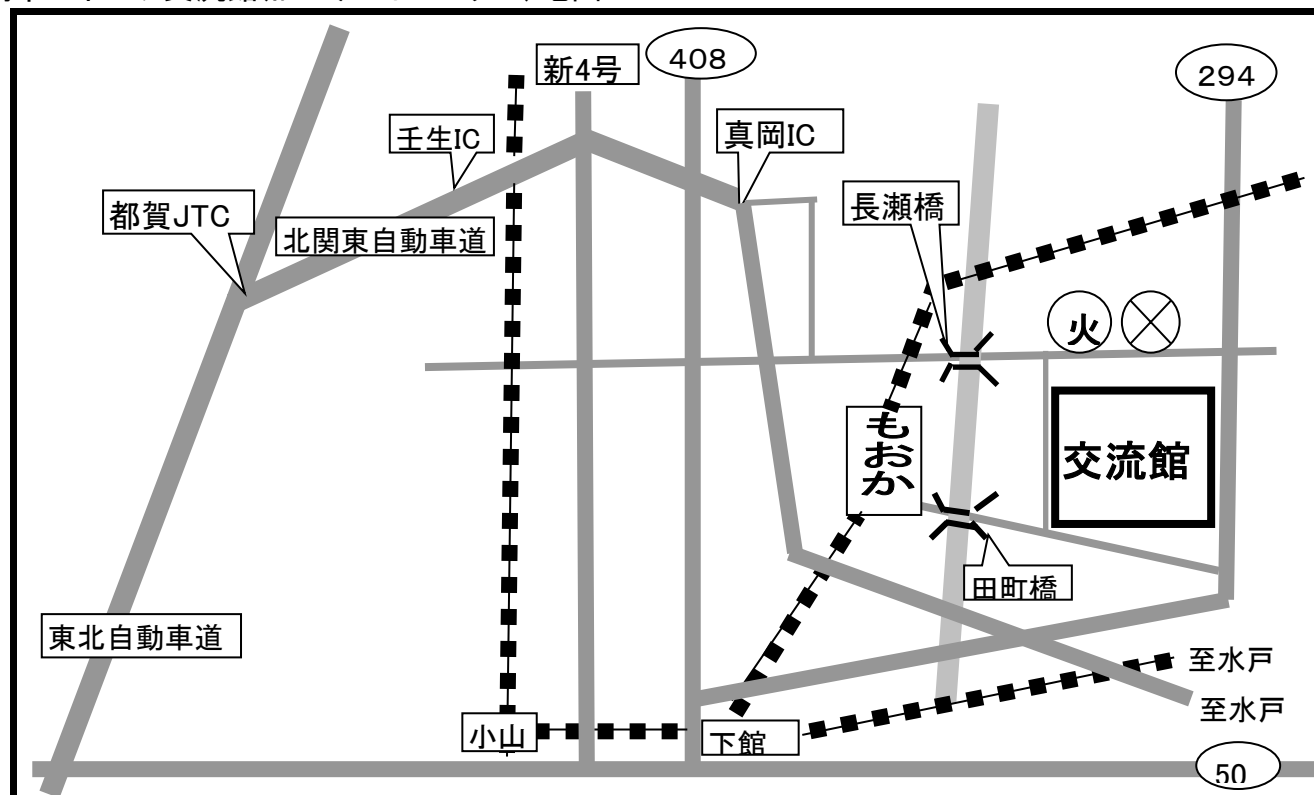 新4号
408
294
壬生IC
真岡IC
都賀JTC
長瀬橋
北関東自動車道
火
もおか
交流館
田町橋
東北自動車道
至水戸
至水戸
小山
下館
50